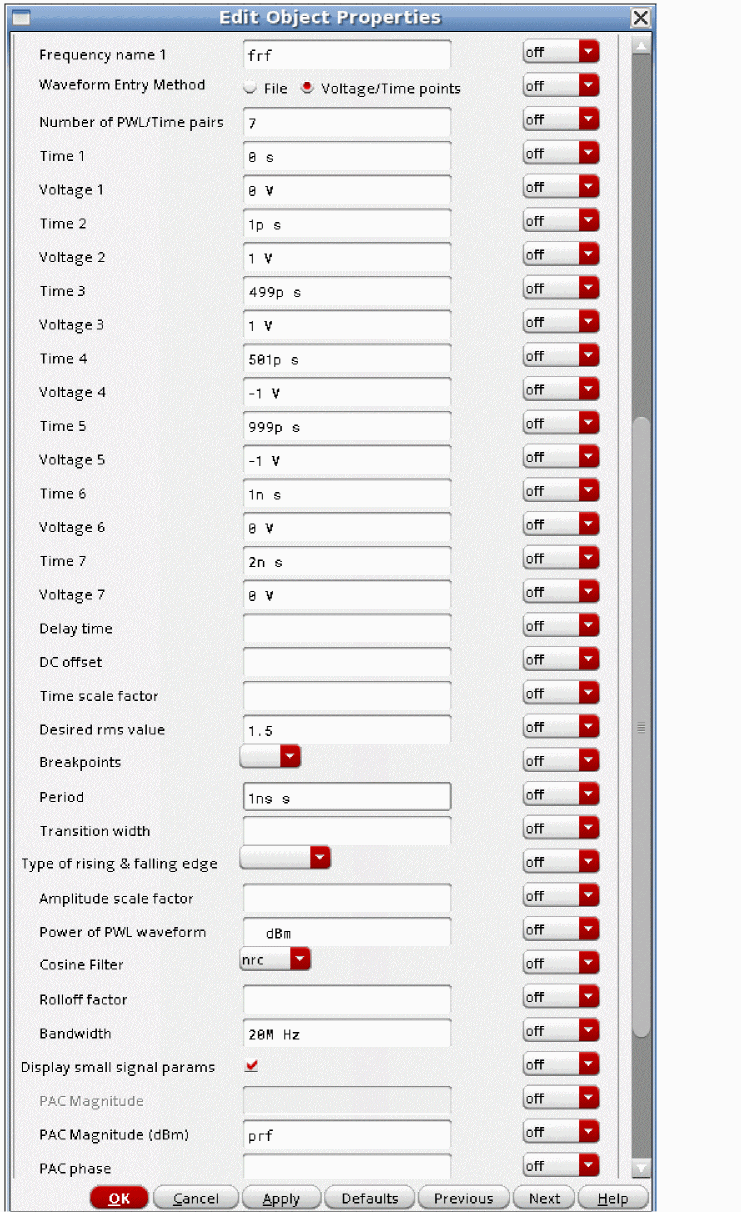 Edit Object Properties
Frequency name 1 frf off
Waveform Entry Method File Voltage/Time points off
Number of PWL/Time pairs 7 off
Time 1 0 s off
Voltage 1 0 V off
Time 2 1p s off
Voltage 2 1 V off
Time 3 499p s off
Voltage 3 1 V off
Time 4 501p s off
Voltage 4 -1 V off
Time 5 999p s off
Voltage 5 -1 V off
Time 6 1n s off
Voltage 6 0 V off
Time 7 2n s off
Voltage 7 0 V off
Delay time off
DC offset off
Time scale factor off
Desired rms value 1.5 off
Breakpoints off
Period 1ns s off
Transition width off
Type of rising & falling edge off
Amplitude scale factor off
Power of PWL waveform dBm off
Cosine Filter nrc off
Rolloff factor off
Bandwidth 20M Hz off
Display small signal params off
PAC Magnitude off
PAC Magnitude (dBm) prf off
PAC phase off
OK Cancel Apply Defaults Previous Next Help